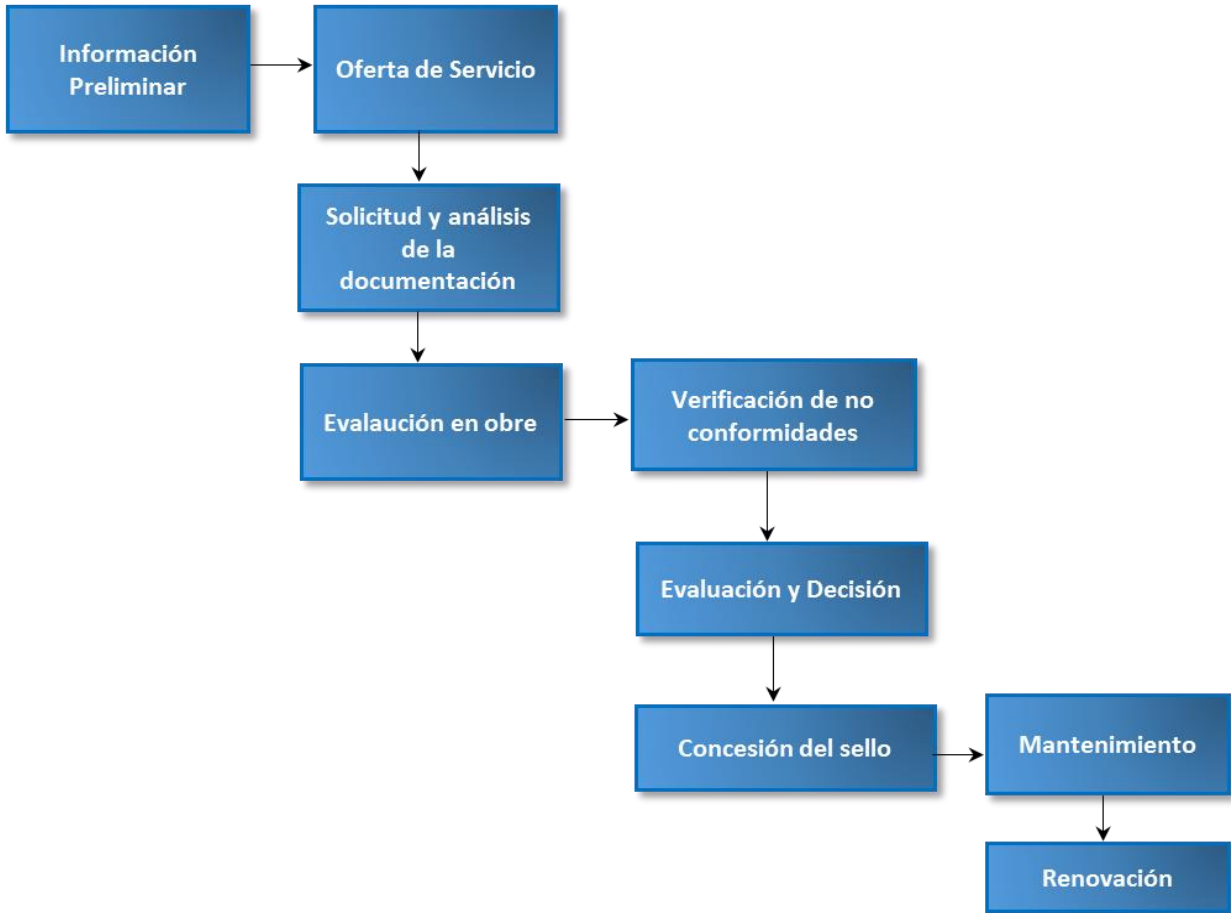 Información
Preliminar
Oferta de Servicio
Solicitud y análisis
de la
documentación
Evalaución en obre
Verificación de no
conformidades
Evaluación y Decisión
Concesión del sello
Mantenimiento
Renovación